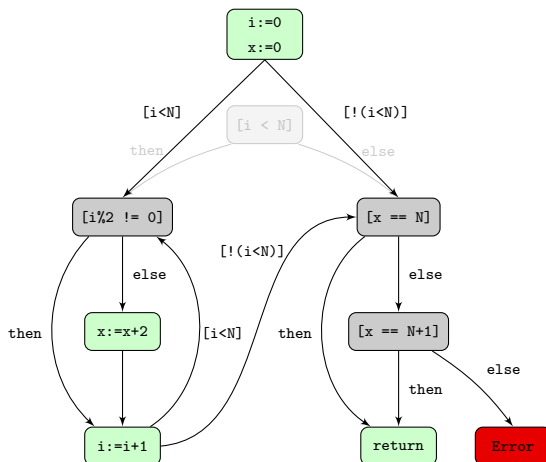 i:=0
x:=0
[i<N]
[!(i<N)]
[i < N]
then
else
[i%2 != 0]
[x == N]
[!(i<N)]
else
else
x:=x+2
[x == N+1]
then
[i<N]
then
else
then
i:=i+1
return
Error